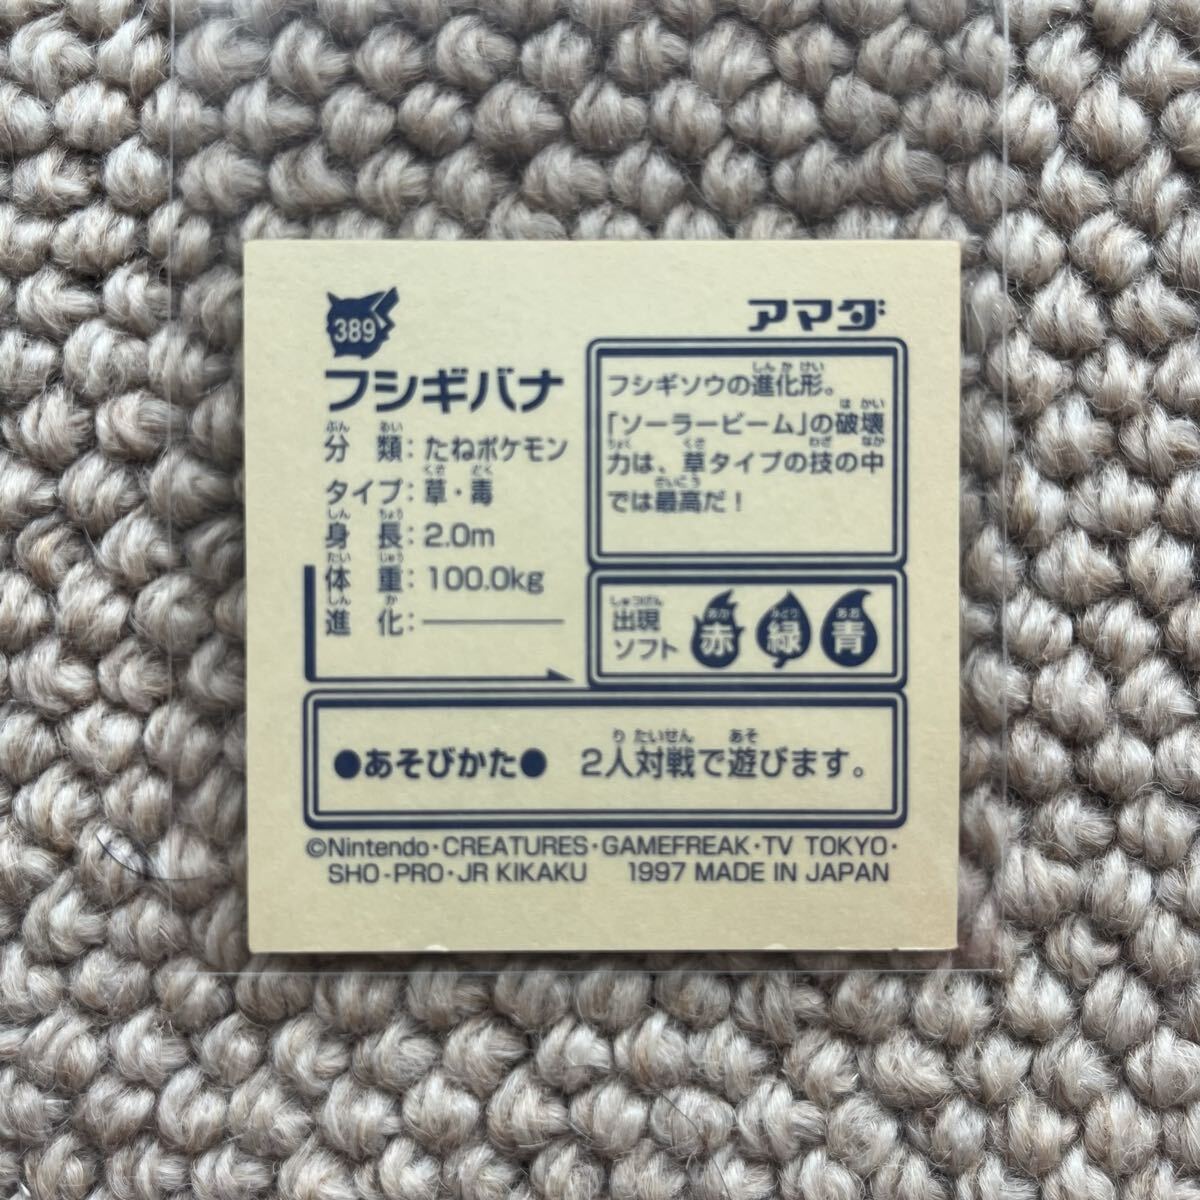 389
アマダ
フシギバナ
ぶん るい
分 類：たねポケモン
くさ どく
タイプ：草・毒
しん ちょう
身 長：2.0m
たい じゅう
体 重：100.0kg
しん か
進 化：
しん か けい
フシギソウの進化形。
は かい
「ソーラービーム」の破壊
りょく くさ わざ なか
力は、草タイプの技の中
さいこう
では最高だ！
しゅつげん
出現
ソフト
あか みどり あお
赤 緑 青
り たいせん あそ
●あそびかた● 2人対戦で遊びます。
©Nintendo・CREATURES・GAMEFREAK・TV TOKYO・
SHO-PRO・JR KIKAKU 1997 MADE IN JAPAN